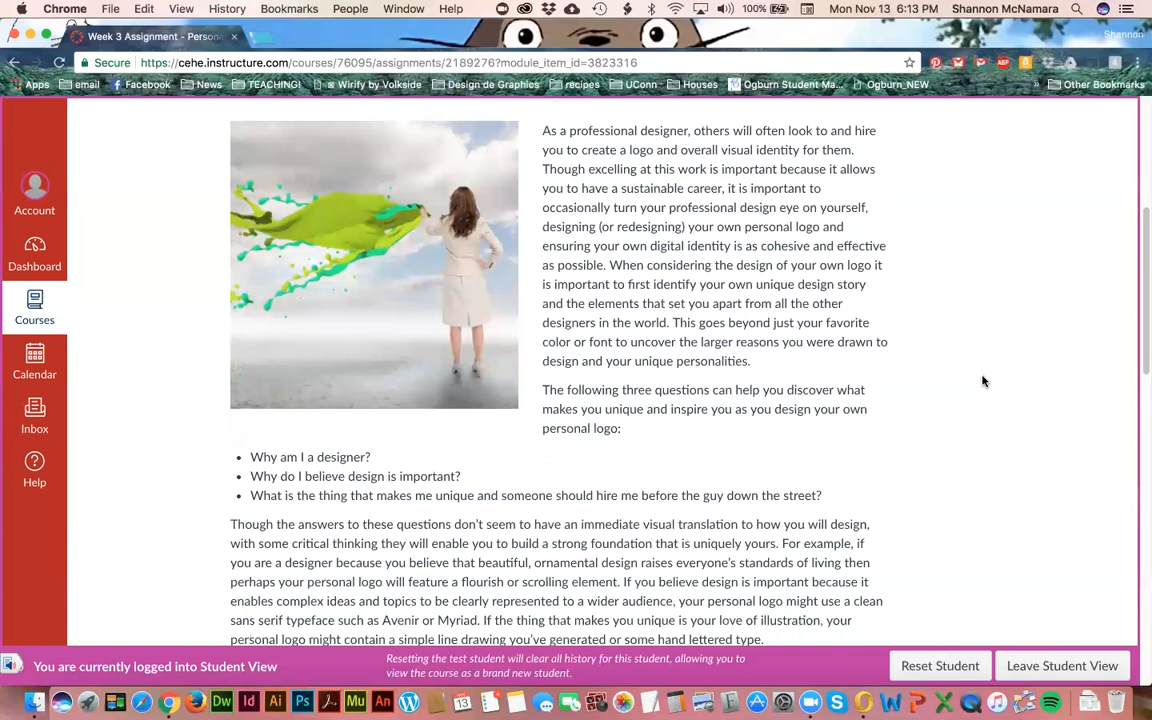 Chrome File Edit View History Bookmarks People Window Help 100% Mon Nov 13 6:13 PM Shannon McNamara
Week 3 Assignment - Persona Shannon
Secure https://cehe.instructure.com/courses/76095/assignments/2189276?module_item_id=3823316
Apps email Facebook News TEACHING! Wirify by Volkside Design de Graphics recipes UConn Houses Ogburn Student Ma... Ogburn_NEW » Other Bookmarks
Account
Dashboard
Courses
Calendar
Inbox
Help
As a professional designer, others will often look to and hire
you to create a logo and overall visual identity for them.
Though excelling at this work is important because it allows
you to have a sustainable career, it is important to
occasionally turn your professional design eye on yourself,
designing (or redesigning) your own personal logo and
ensuring your own digital identity is as cohesive and effective
as possible. When considering the design of your own logo it
is important to first identify your own unique design story
and the elements that set you apart from all the other
designers in the world. This goes beyond just your favorite
color or font to uncover the larger reasons you were drawn to
design and your unique personalities.
The following three questions can help you discover what
makes you unique and inspire you as you design your own
personal logo:
• Why am I a designer?
• Why do I believe design is important?
• What is the thing that makes me unique and someone should hire me before the guy down the street?
Though the answers to these questions don't seem to have an immediate visual translation to how you will design,
with some critical thinking they will enable you to build a strong foundation that is uniquely yours. For example, if
you are a designer because you believe that beautiful, ornamental design raises everyone's standards of living then
perhaps your personal logo will feature a flourish or scrolling element. If you believe design is important because it
enables complex ideas and topics to be clearly represented to a wider audience, your personal logo might use a clean
sans serif typeface such as Avenir or Myriad. If the thing that makes you unique is your love of illustration, your
personal logo might contain a simple line drawing you've generated or some hand lettered type.
You are currently logged into Student View
Resetting the test student will clear all history for this student, allowing you to
view the course as a brand new student.
Reset Student
Leave Student View
Dw Id Ai Ps Mu An 13